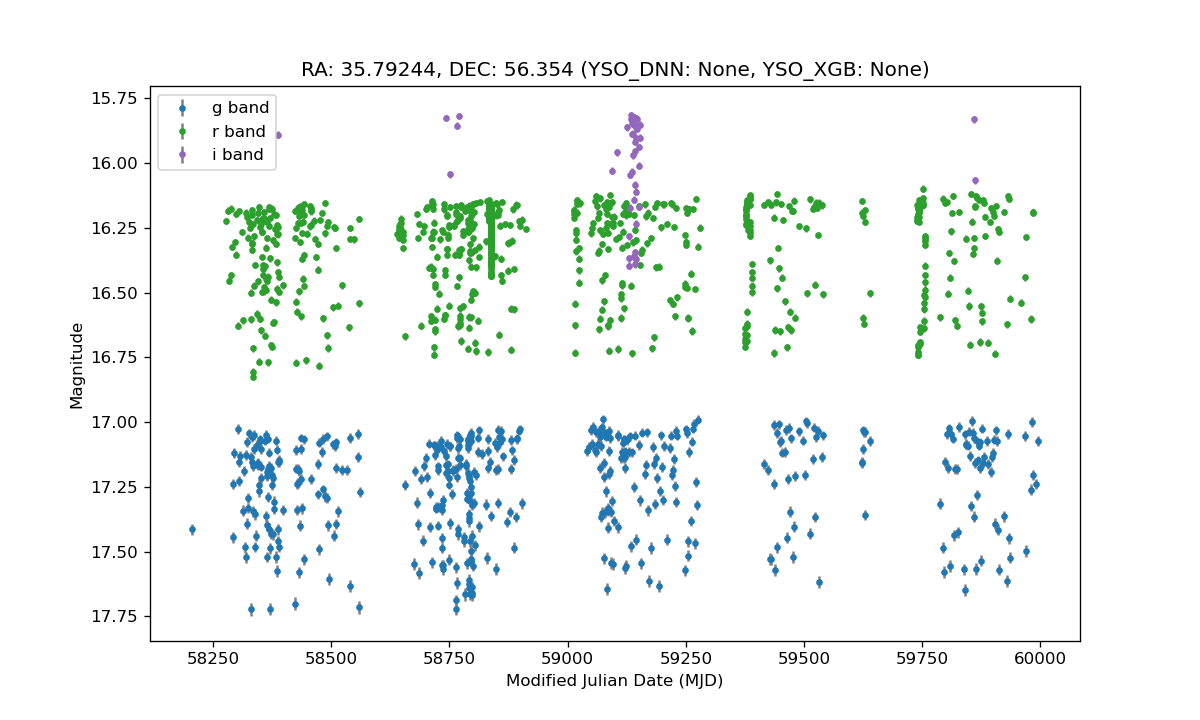 RA: 35.79244, DEC: 56.354 (YSO_DNN: None, YSO_XGB: None)
g band
r band
i band
15.75
16.00
16.25
16.50
16.75
17.00
17.25
17.50
17.75
Magnitude
58250 58500 58750 59000 59250 59500 59750 60000
Modified Julian Date (MJD)